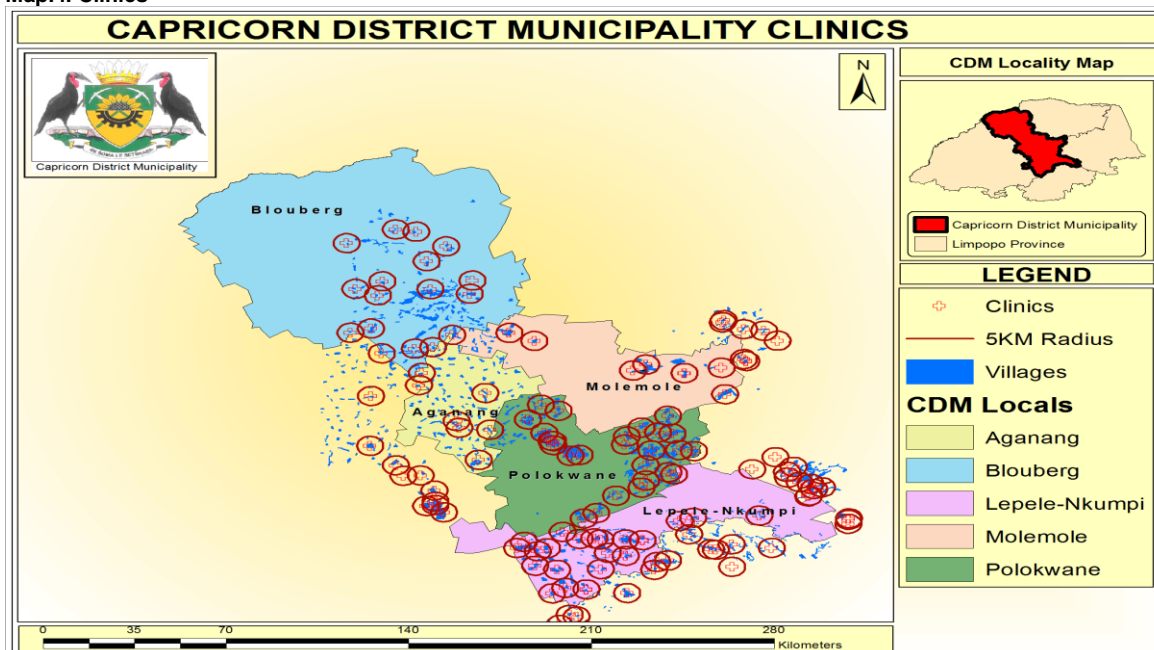 CAPRICORN DISTRICT MUNICIPALITY CLINICS
Capricorn District Municipality
N
Blouberg
Molemole
Aganang
Polokwane
Lepele-Nkumpi
0 35 70 140 210 280
Kilometers
CDM Locality Map
Capricorn District Municipality
Limpopo Province
LEGEND
Clinics
5KM Radius
Villages
CDM Locals
Aganang
Blouberg
Lepele-Nkumpi
Molemole
Polokwane